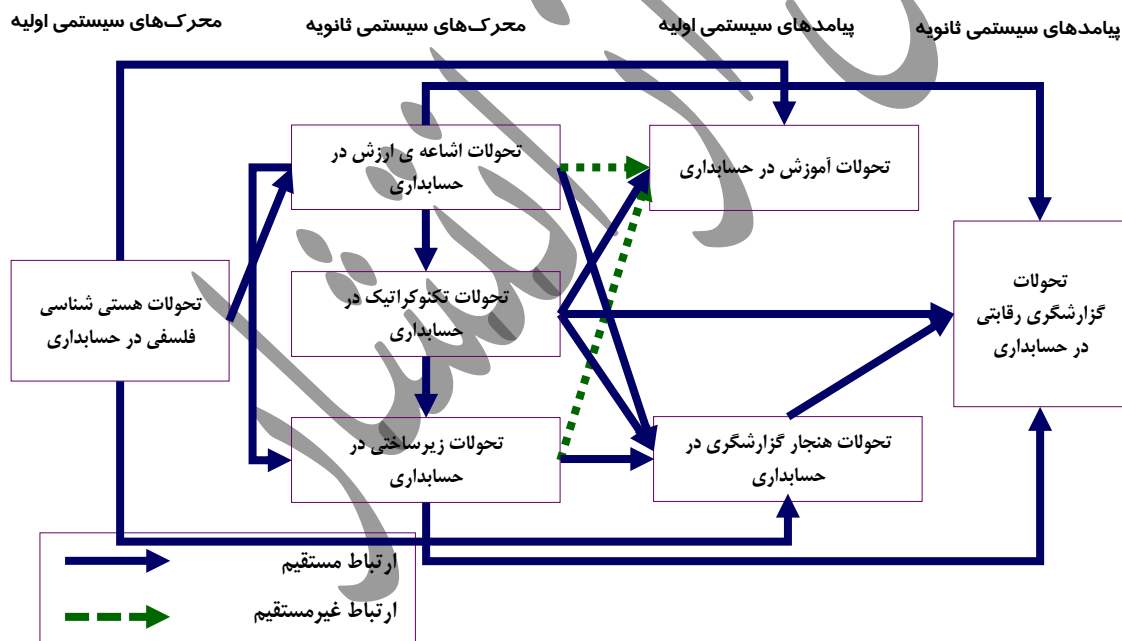 محرک‌های سیستمی اولیه
محرک‌های سیستمی ثانویه
پیامدهای سیستمی اولیه
پیامدهای سیستمی ثانویه
تحولات هستی شناسی
فلسفی در حسابداری
تحولات اشاعه ی ارزش در
حسابداری
تحولات تکنوکراتیک در
حسابداری
تحولات زیرساختی در
حسابداری
تحولات آموزش در حسابداری
تحولات هنجار گزارشگری در
حسابداری
تحولات
گزارشگری رقابتی
در حسابداری
ارتباط مستقیم
ارتباط غیرمستقیم